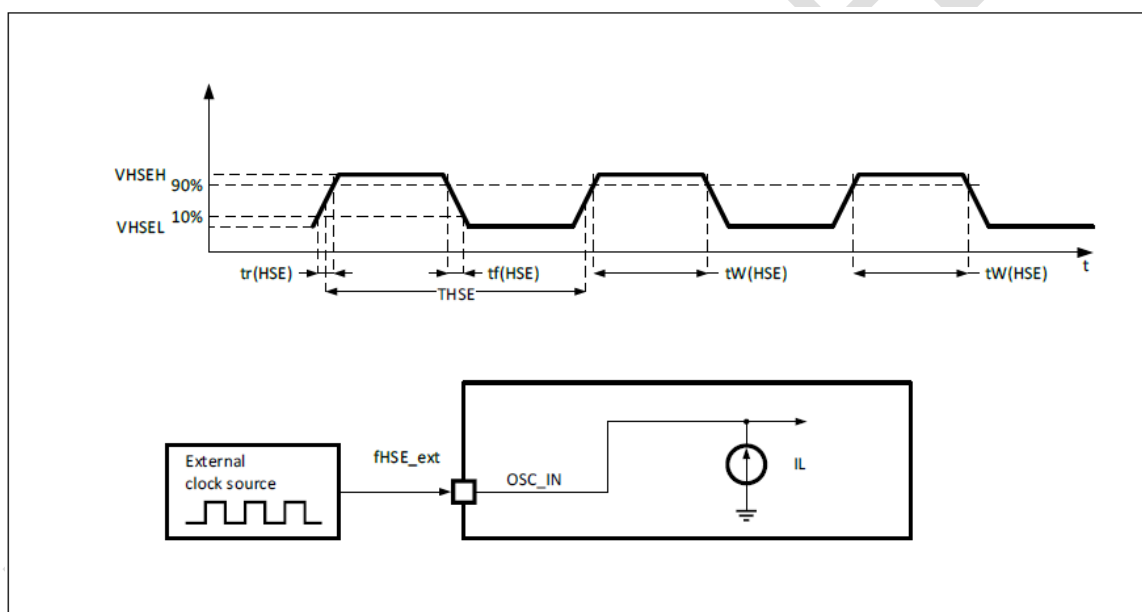 VHSEH
90%
10%
VHSEL
t
tr(HSE)
tf(HSE)
tW(HSE)
tW(HSE)
THSE
External
clock source
fHSE_ext
OSC_IN
IL